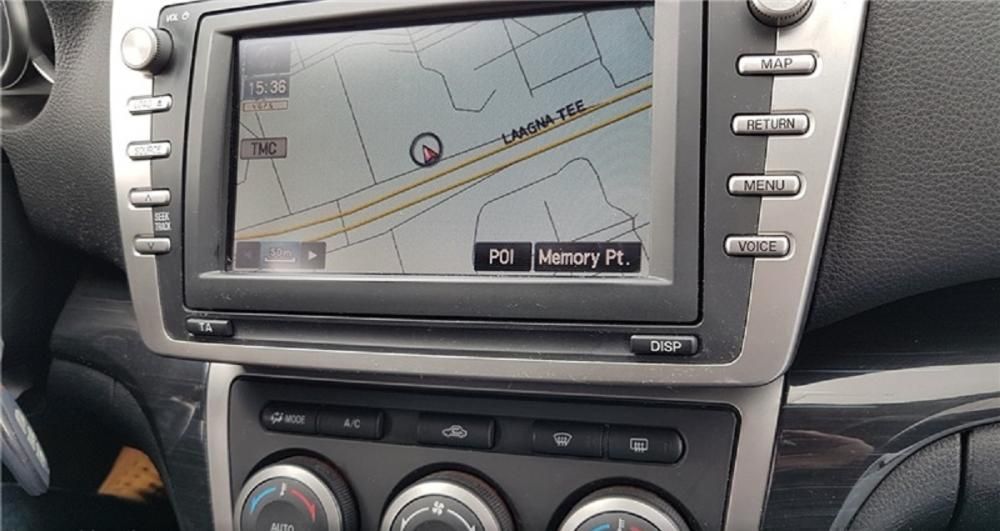 VOL
MAP
15:36
LOAD
LAAGNA TEE
RETURN
TMC
SOURCE
MENU
SEEK
TRACK
VOICE
50m
POI
Memory Pt.
TA
DISP
MODE
A/C
AUTO